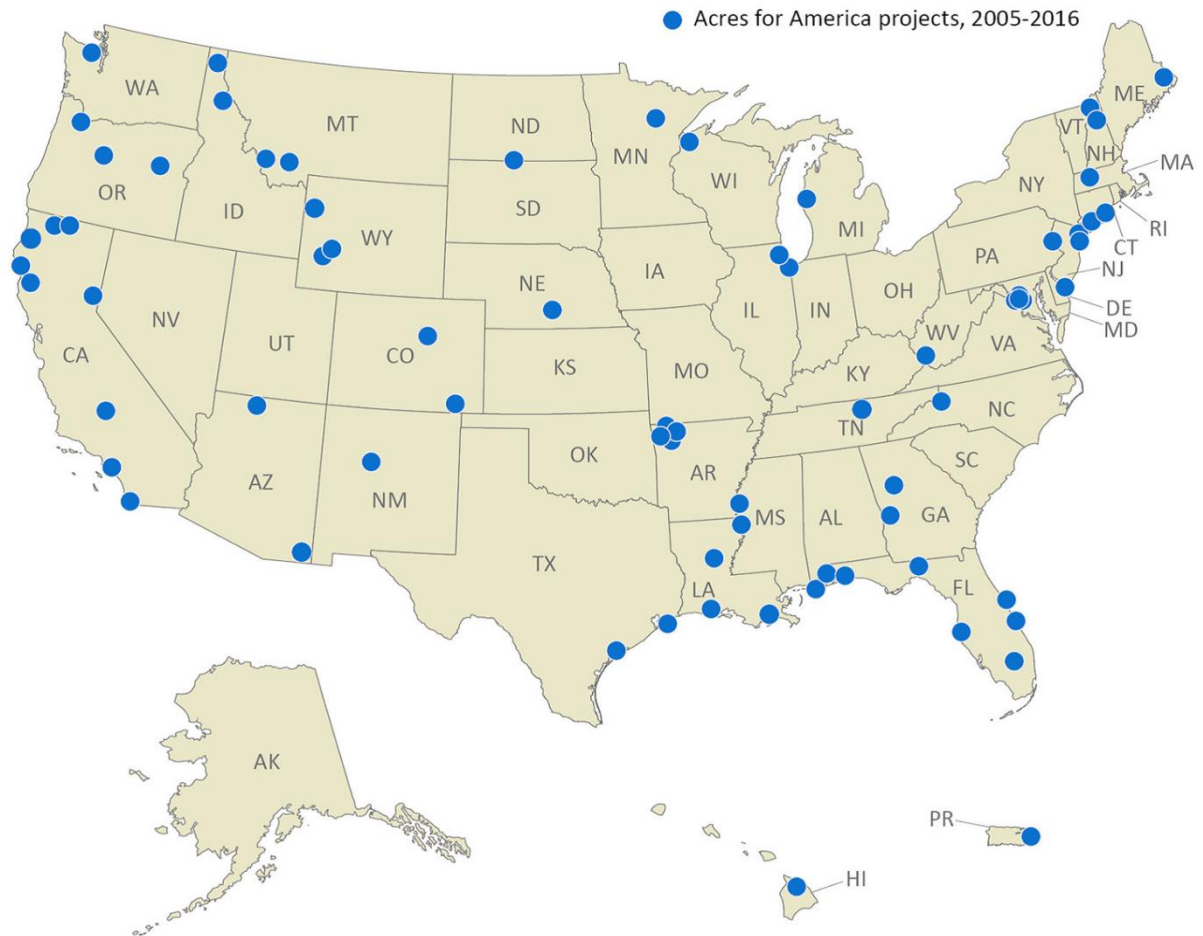 Acres for America projects, 2005-2016
WA
MT
ND
MN
ME
VT
NH
MA
OR
ID
WY
SD
WI
MI
NY
RI
CT
NV
UT
CO
NE
IA
IL
IN
OH
PA
NJ
DE
MD
CA
KS
MO
KY
WV
VA
AZ
NM
OK
AR
TN
NC
SC
TX
LA
MS
AL
GA
FL
AK
HI
PR